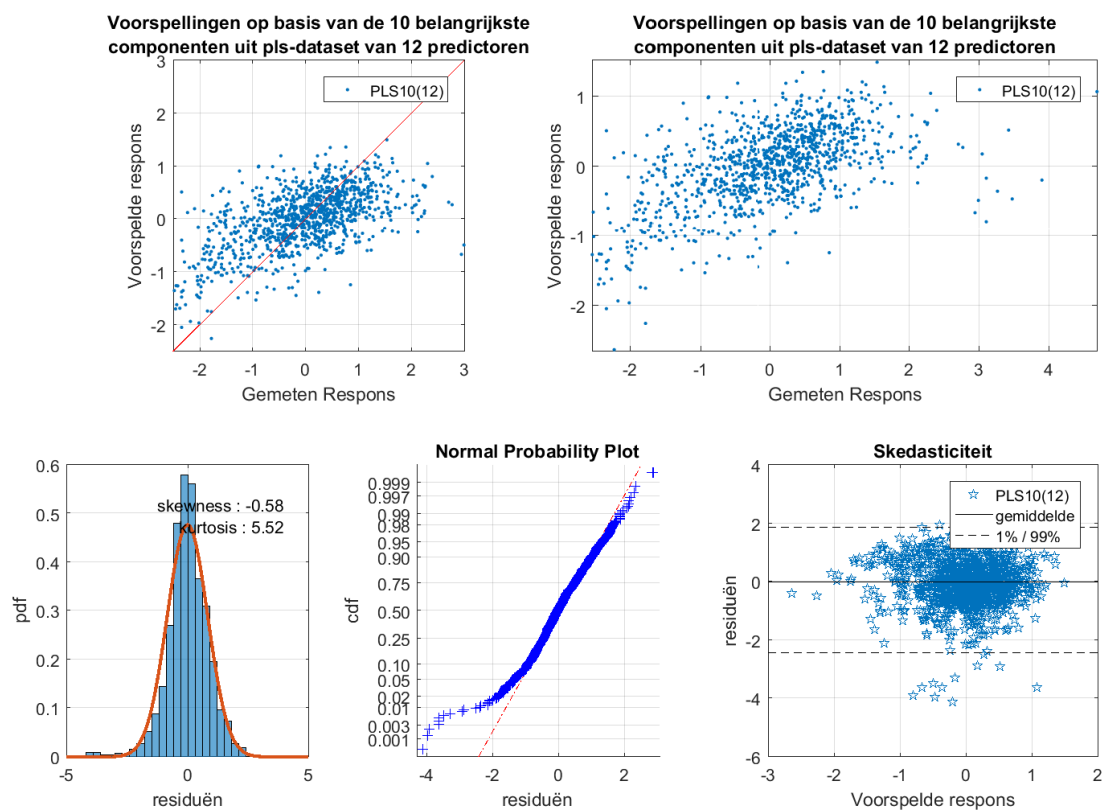 Voorspellingen op basis van de 10 belangrijkste
componenten uit pls-dataset van 12 predictoren
3
2
1
0
-1
-2
Voorspelde respons
PLS10(12)
-2
-1
0
1
2
3
Gemeten Respons
Voorspellingen op basis van de 10 belangrijkste
componenten uit pls-dataset van 12 predictoren
1
0
-1
-2
Voorspelde respons
PLS10(12)
-2
-1
0
1
2
3
4
Gemeten Respons
0.6
0.5
0.4
0.3
0.2
0.1
0
pdf
skewness : -0.58
kurtosis : 5.52
-5
0
5
residuën
Normal Probability Plot
0.999
0.997
0.99
0.98
0.95
0.90
0.75
0.50
0.25
0.10
0.05
0.02
0.01
0.003
0.001
cdf
-4
-2
0
2
residuën
Skedasticiteit
4
2
0
-2
-4
-6
residuën
PLS10(12)
gemiddelde
1% / 99%
-3
-2
-1
0
1
2
Voorspelde respons